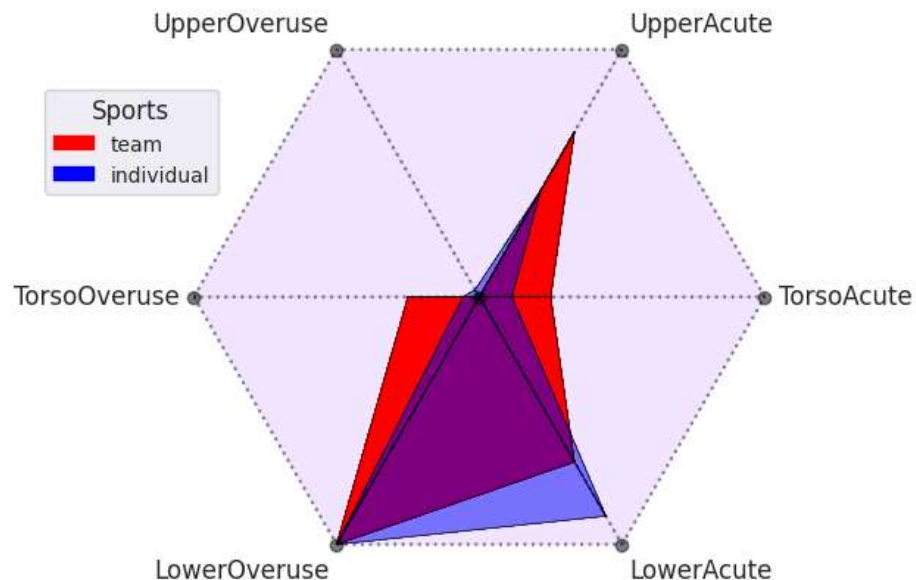 UpperOveruse
UpperAcute
Sports
team
individual
TorsoOveruse
TorsoAcute
LowerOveruse
LowerAcute